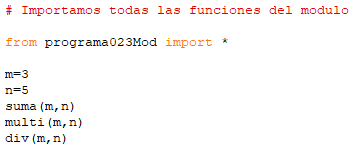 # Importamos todas las funciones del modulo
from programa023Mod import *
m=3
n=5
suma(m,n)
multi(m,n)
div(m,n)